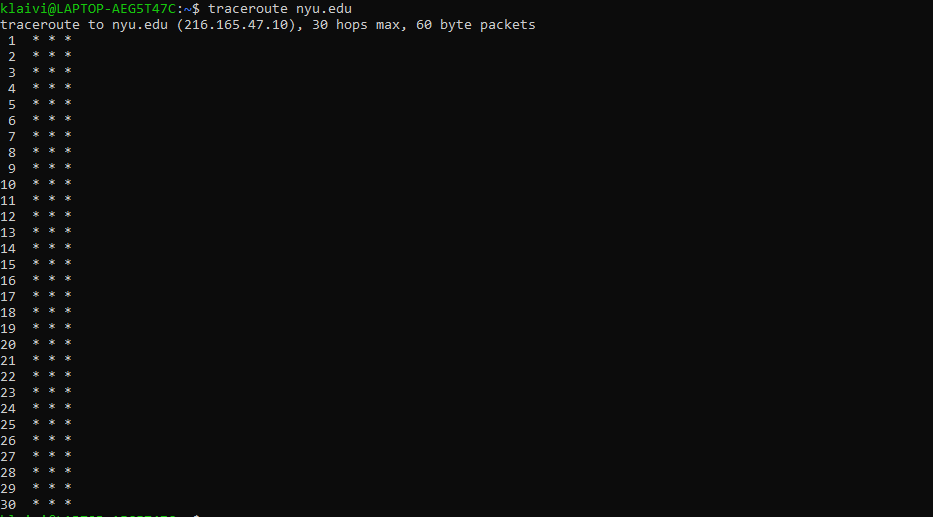 klaivi@LAPTOP-AEG5T47C:~$ traceroute nyu.edu
traceroute to nyu.edu (216.165.47.10), 30 hops max, 60 byte packets
 1  * * *
 2  * * *
 3  * * *
 4  * * *
 5  * * *
 6  * * *
 7  * * *
 8  * * *
 9  * * *
10  * * *
11  * * *
12  * * *
13  * * *
14  * * *
15  * * *
16  * * *
17  * * *
18  * * *
19  * * *
20  * * *
21  * * *
22  * * *
23  * * *
24  * * *
25  * * *
26  * * *
27  * * *
28  * * *
29  * * *
30  * * *